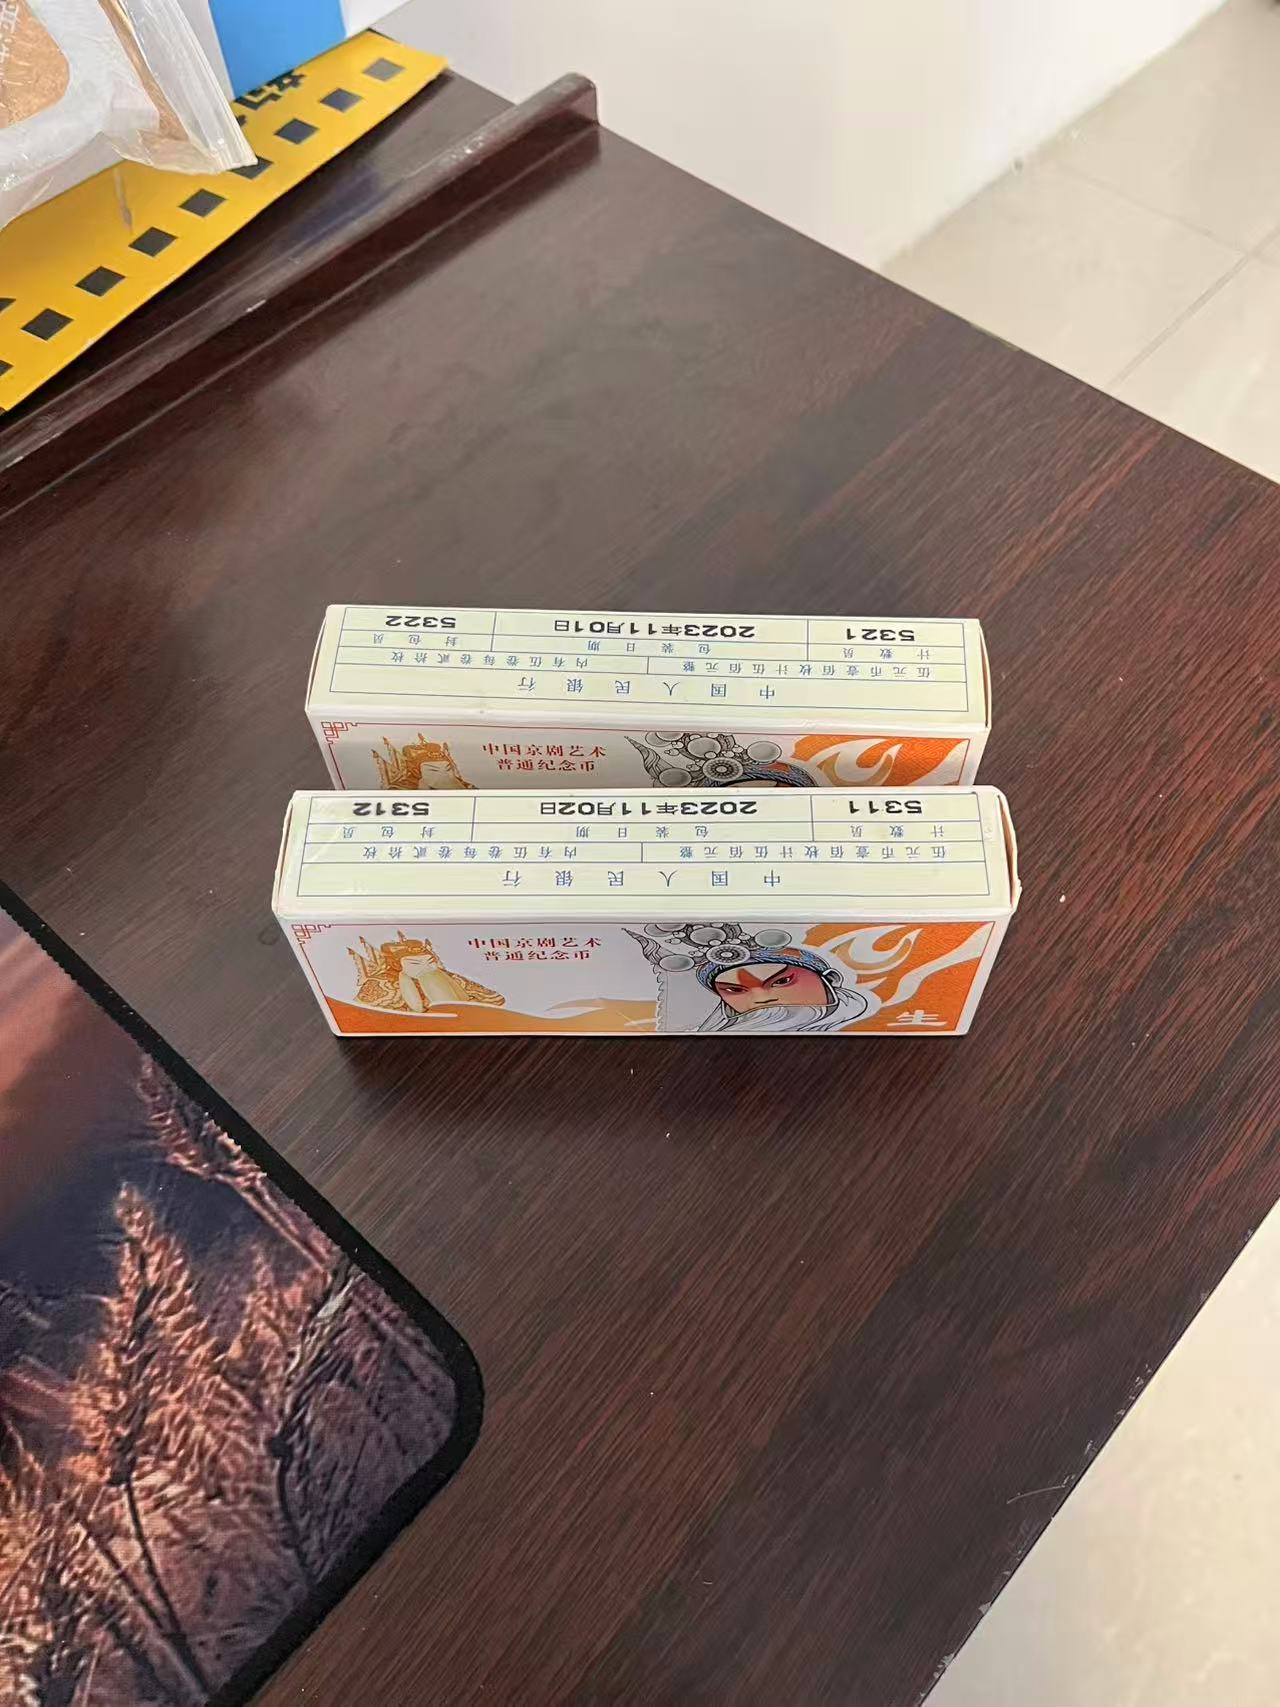 中国人民银行
伍元币壹佰枚计伍佰元整 内有伍卷每卷贰拾枚
计数员 包装日期 封包员
5321 2023年11月01日 5322
中国京剧艺术
普通纪念币
中国人民银行
伍元币壹佰枚计伍佰元整 内有伍卷每卷贰拾枚
计数员 包装日期 封包员
5311 2023年11月02日 5312
中国京剧艺术
普通纪念币
生